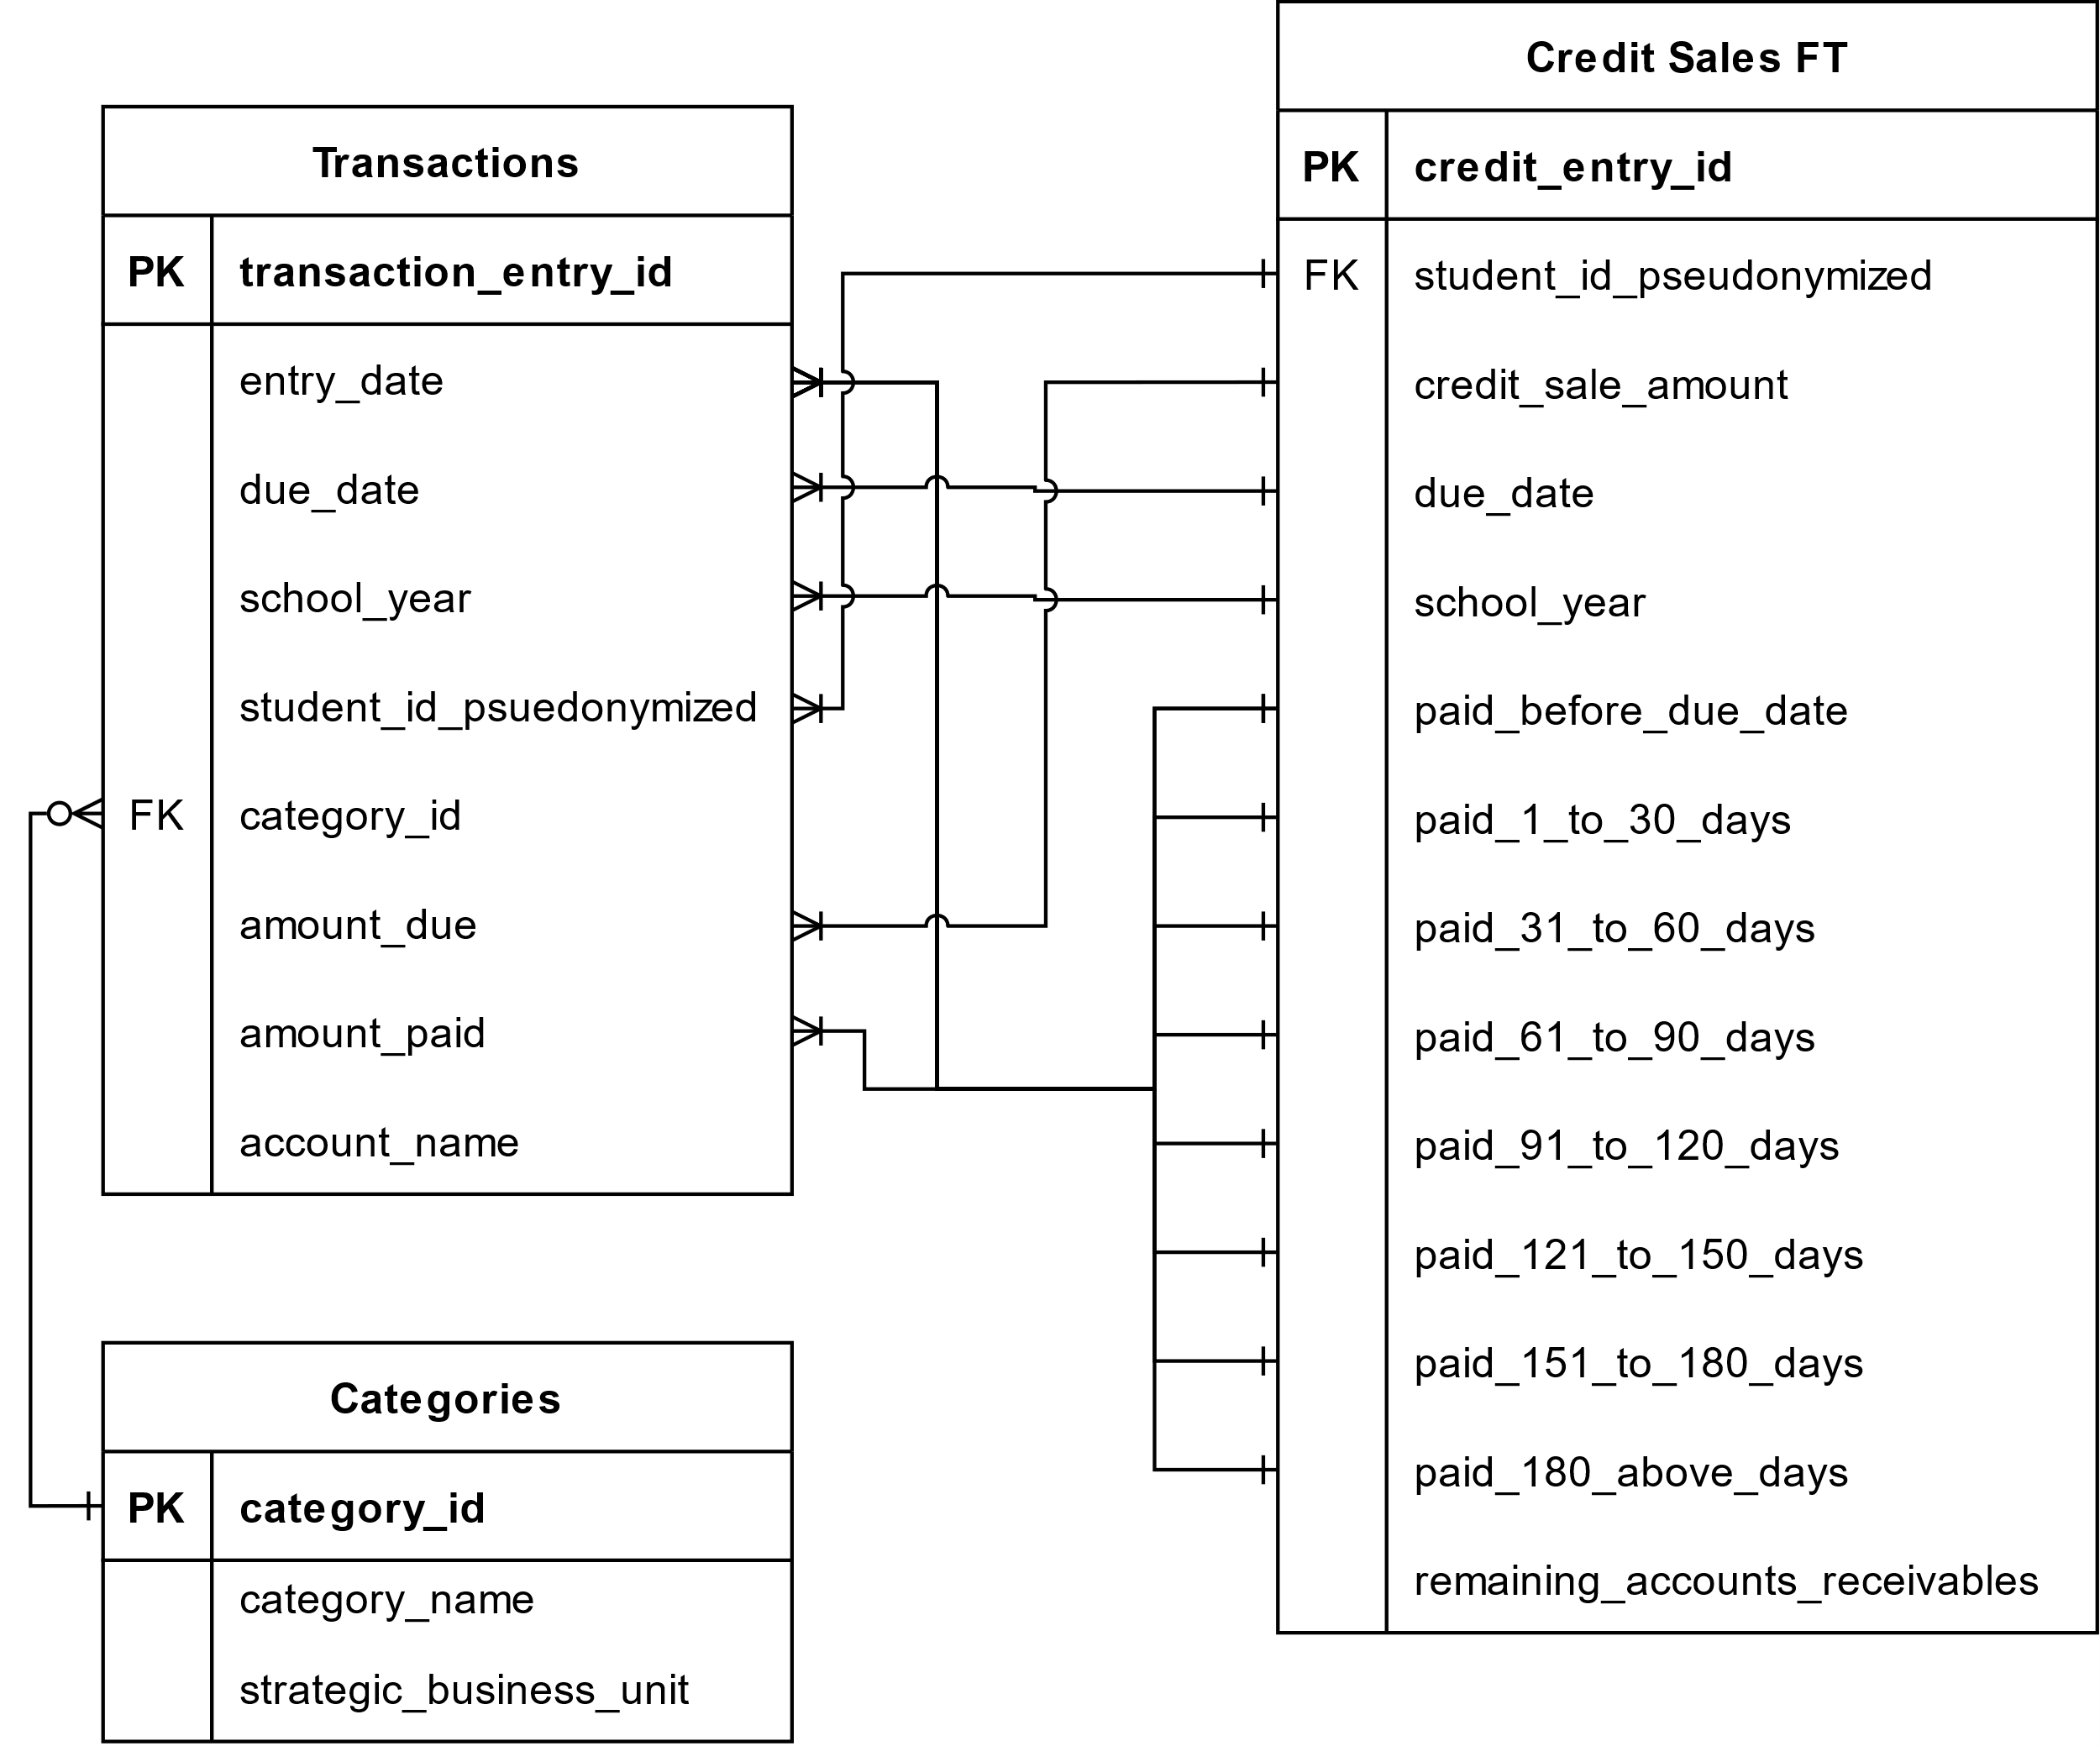 Transactions
PK transaction_entry_id
entry_date
due_date
school_year
student_id_psuedonymized
FK category_id
amount_due
amount_paid
account_name
Categories
PK category_id
category_name
strategic_business_unit
Credit Sales FT
PK credit_entry_id
FK student_id_pseudonymized
credit_sale_amount
due_date
school_year
paid_before_due_date
paid_1_to_30_days
paid_31_to_60_days
paid_61_to_90_days
paid_91_to_120_days
paid_121_to_150_days
paid_151_to_180_days
paid_180_above_days
remaining_accounts_receivables